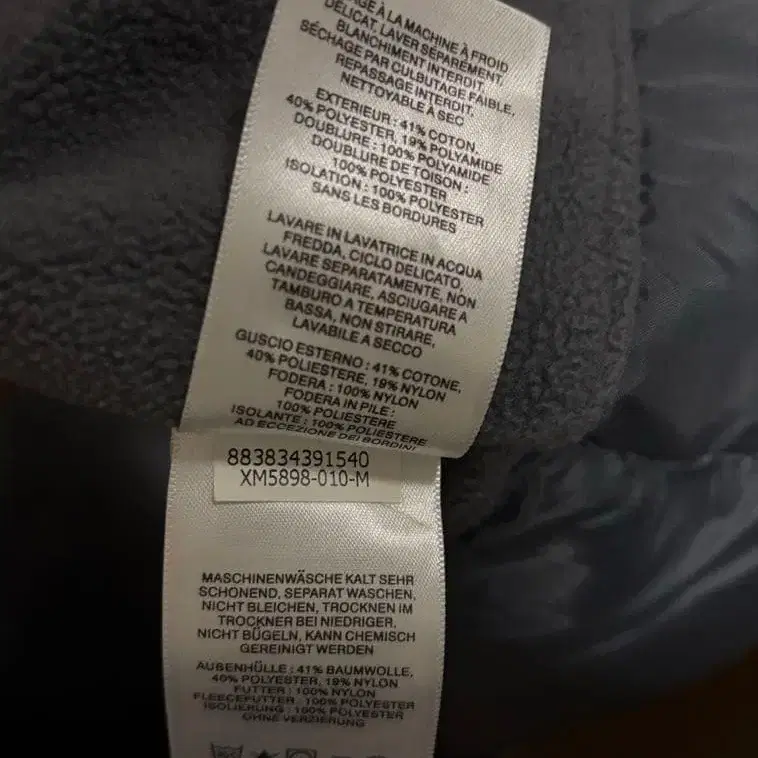 AGE À LA MACHINE À FROID
DÉLICAT, LAVER SÉPARÉMENT,
BLANCHIMENT INTERDIT,
SÉCHAGE PAR CULBUTAGE FAIBLE,
REPASSAGE INTERDIT,
NETTOYABLE À SEC
EXTERIEUR : 41% COTON,
40% POLYESTER, 19% POLYAMIDE
DOUBLURE : 100% POLYAMIDE
DOUBLURE DE TOISON :
100% POLYESTER
ISOLATION : 100% POLYESTER
SANS LES BORDURES
LAVARE IN LAVATRICE IN ACQUA
FREDDA, CICLO DELICATO,
LAVARE SEPARATAMENTE, NON
CANDEGGIARE, ASCIUGARE A
TAMBURO A TEMPERATURA
BASSA, NON STIRARE,
LAVABILE A SECCO
GUSCIO ESTERNO : 41% COTONE,
40% POLIESTERE, 19% NYLON
FODERA : 100% NYLON
FODERA IN PILE :
100% POLIESTERE
ISOLANTE : 100% POLIESTERE
AD ECCEZIONE DEI BORDINI
883834391540
XM5898-010-M
MASCHINENWÄSCHE KALT SEHR
SCHONEND, SEPARAT WASCHEN,
NICHT BLEICHEN, TROCKNEN IM
TROCKNER BEI NIEDRIGER,
NICHT BÜGELN, KANN CHEMISCH
GEREINIGT WERDEN
AUßENHÜLLE : 41% BAUMWOLLE,
40% POLYESTER, 19% NYLON
FUTTER : 100% NYLON
FLEECEFUTTER : 100% POLYESTER
ISOLIERUNG : 100% POLYESTER
OHNE VERZIERUNG